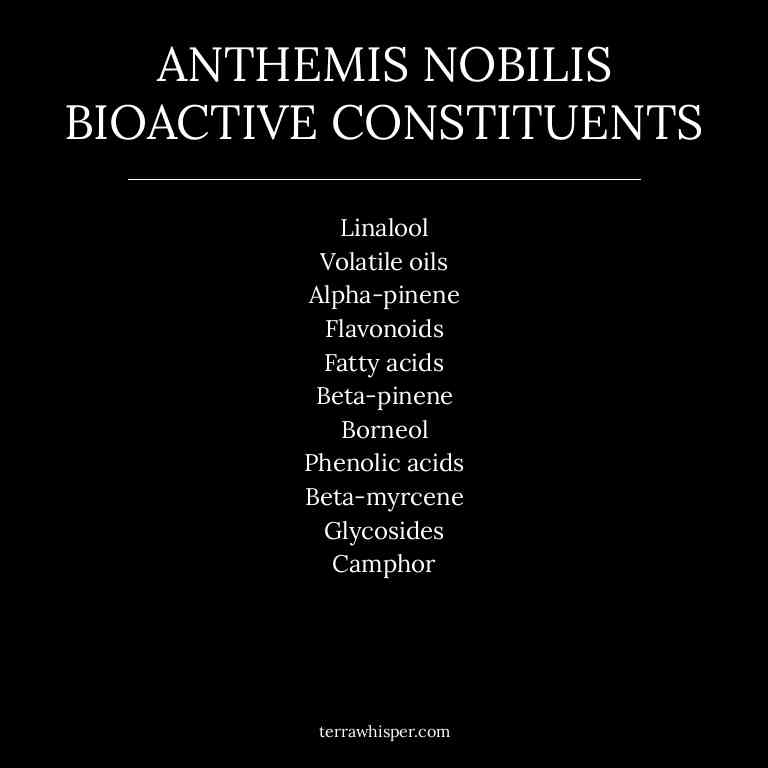 ANTHEMIS NOBILIS
BIOACTIVE CONSTITUENTS
Linalool
Volatile oils
Alpha-pinene
Flavonoids
Fatty acids
Beta-pinene
Borneol
Phenolic acids
Beta-myrcene
Glycosides
Camphor
terrawhisper.com